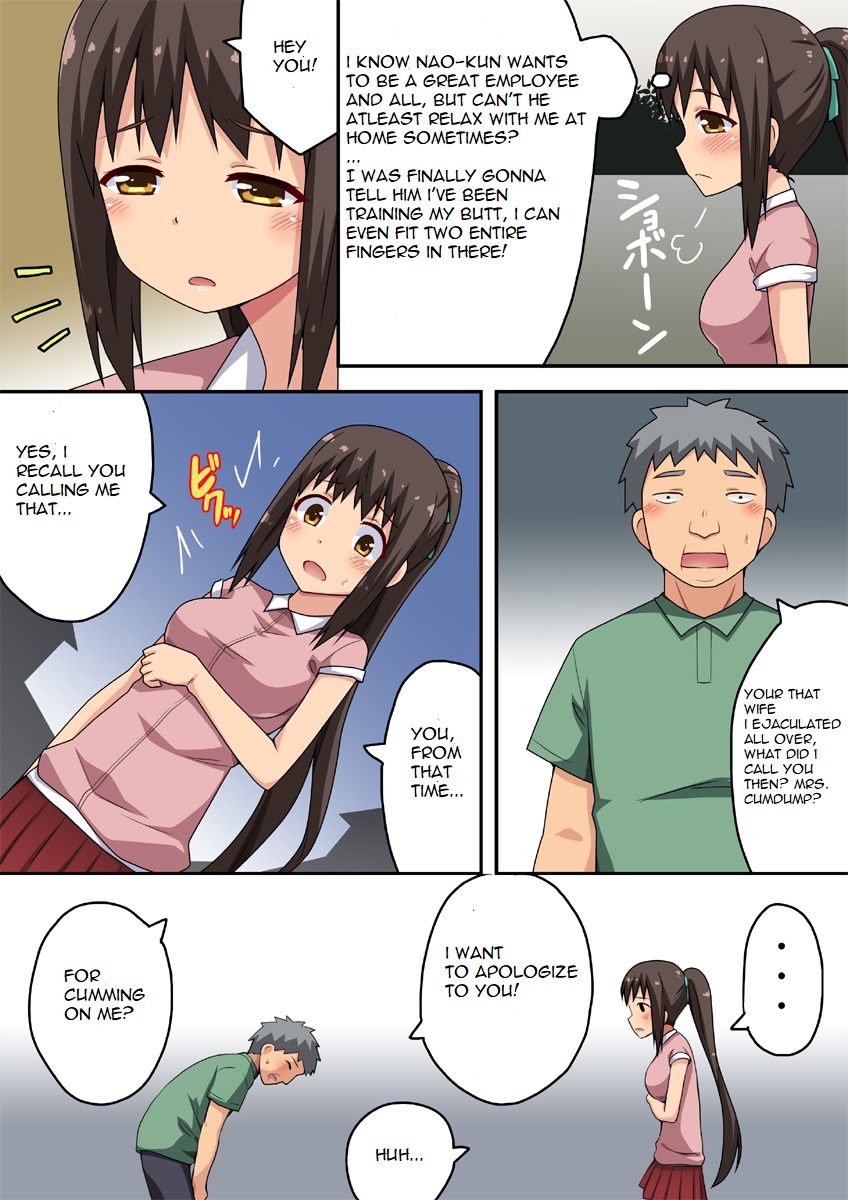 HEY
YOU!
I KNOW NAO-KUN WANTS
TO BE A GREAT EMPLOYEE
AND ALL, BUT CAN'T HE
ATLEAST RELAX WITH ME AT
HOME SOMETIMES?
...
I WAS FINALLY GONNA
TELL HIM I'VE BEEN
TRAINING MY BUTT, I CAN
EVEN FIT TWO ENTIRE
FINGERS IN THERE!
ショボーン
YES, I
RECALL YOU
CALLING ME
THAT...
ビクッ
YOU,
FROM
THAT
TIME...
YOUR THAT
WIFE
I EJACULATED
ALL OVER,
WHAT DID I
CALL YOU
THEN? MRS.
CUMDUMP?
FOR
CUMMING
ON ME?
I WANT
TO APOLOGIZE
TO YOU!
...
HUH...